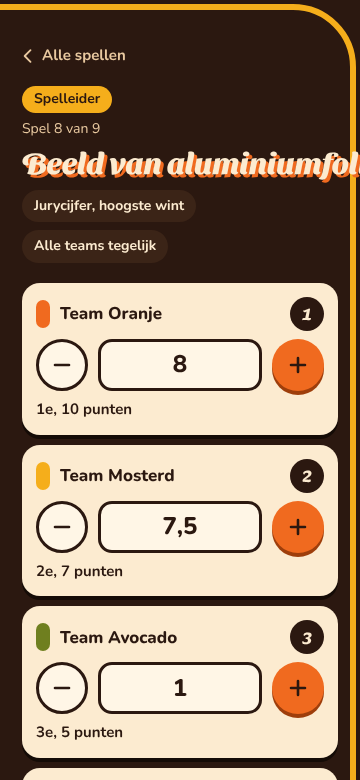 Alle spellen
Spelleider
Spel 8 van 9
Beeld van aluminiumfol
Jurycijfer, hoogste wint
Alle teams tegelijk
Team Oranje
1
− 8 +
1e, 10 punten
Team Mosterd
2
− 7,5 +
2e, 7 punten
Team Avocado
3
− 1 +
3e, 5 punten